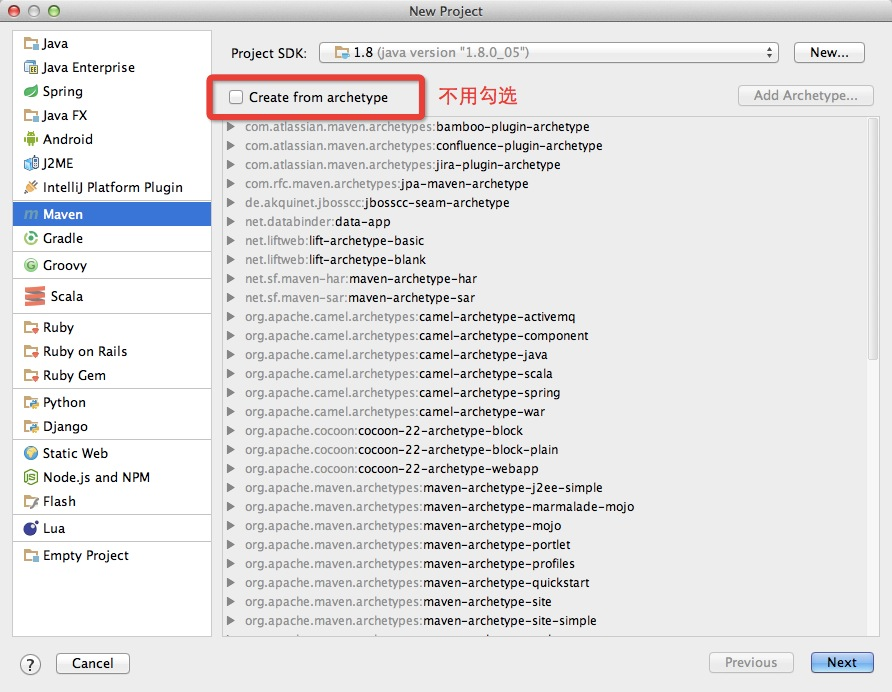 New Project
Java
Java Enterprise
Spring
Java FX
Android
J2ME
IntelliJ Platform Plugin
Maven
Gradle
Groovy
Scala
Ruby
Ruby on Rails
Ruby Gem
Python
Django
Static Web
Node.js and NPM
Flash
Lua
Empty Project
Project SDK: 1.8 (java version "1.8.0_05") New...
Create from archetype 不用勾选 Add Archetype...
com.atlassian.maven.archetypes:bamboo-plugin-archetype
com.atlassian.maven.archetypes:confluence-plugin-archetype
com.atlassian.maven.archetypes:jira-plugin-archetype
com.rfc.maven.archetypes:jpa-maven-archetype
de.akquinet.jbosscc:jbosscc-seam-archetype
net.databinder:data-app
net.liftweb:lift-archetype-basic
net.liftweb:lift-archetype-blank
net.sf.maven-har:maven-archetype-har
net.sf.maven-sar:maven-archetype-sar
org.apache.camel.archetypes:camel-archetype-activemq
org.apache.camel.archetypes:camel-archetype-component
org.apache.camel.archetypes:camel-archetype-java
org.apache.camel.archetypes:camel-archetype-scala
org.apache.camel.archetypes:camel-archetype-spring
org.apache.camel.archetypes:camel-archetype-war
org.apache.cocoon:cocoon-22-archetype-block
org.apache.cocoon:cocoon-22-archetype-block-plain
org.apache.cocoon:cocoon-22-archetype-webapp
org.apache.maven.archetypes:maven-archetype-j2ee-simple
org.apache.maven.archetypes:maven-archetype-marmalade-mojo
org.apache.maven.archetypes:maven-archetype-mojo
org.apache.maven.archetypes:maven-archetype-portlet
org.apache.maven.archetypes:maven-archetype-profiles
org.apache.maven.archetypes:maven-archetype-quickstart
org.apache.maven.archetypes:maven-archetype-site
org.apache.maven.archetypes:maven-archetype-site-simple
? Cancel Previous Next